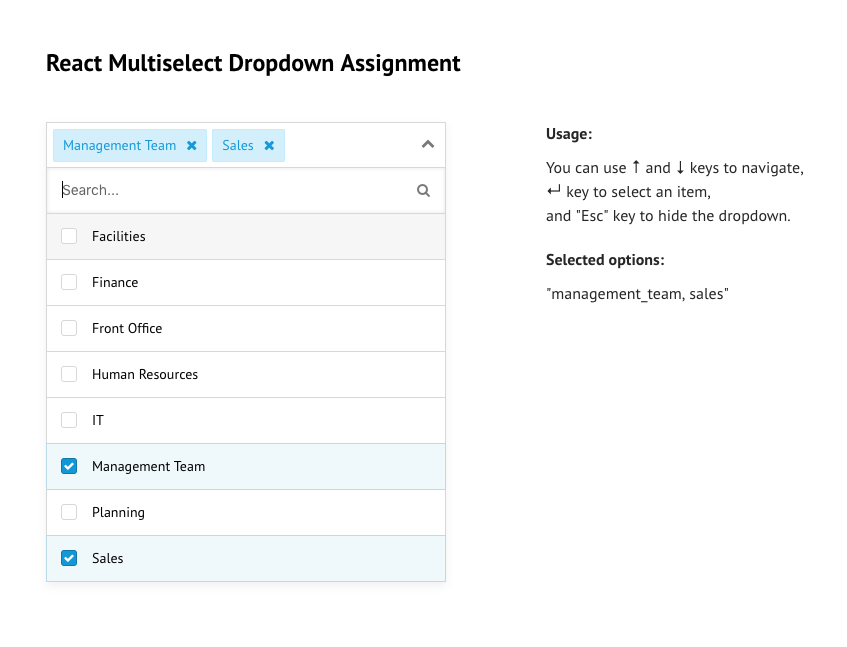 React Multiselect Dropdown Assignment
Management Team ✖ Sales ✖
Search...
Facilities
Finance
Front Office
Human Resources
IT
Management Team
Planning
Sales
Usage:
You can use ↑ and ↓ keys to navigate,
↵ key to select an item,
and "Esc" key to hide the dropdown.
Selected options:
"management_team, sales"